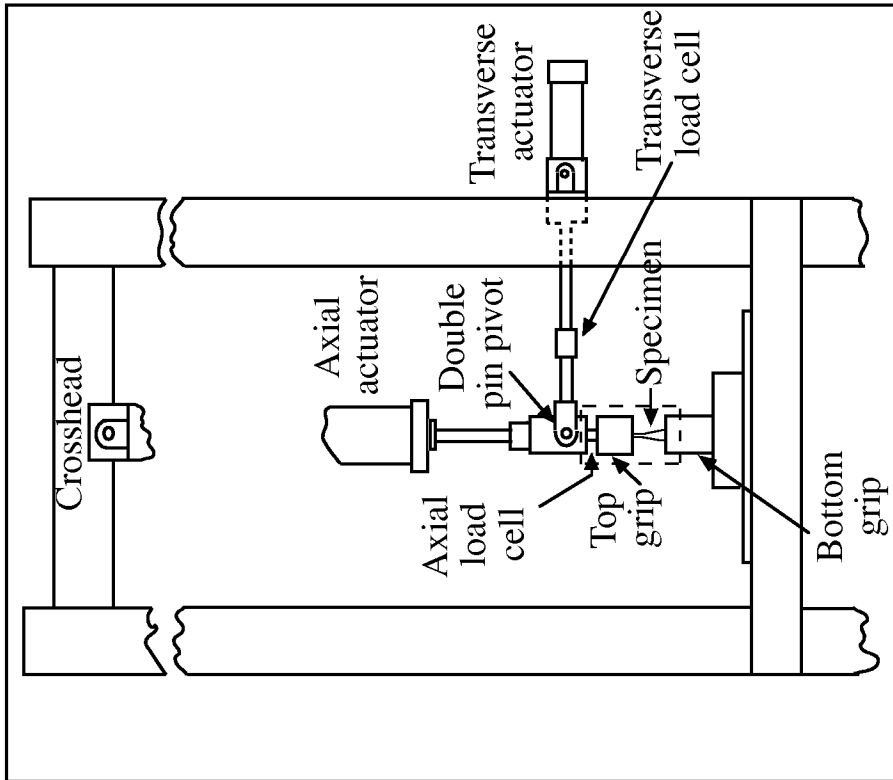 Crosshead
Axial
actuator
Transverse
actuator
Double
pin pivot
Transverse
load cell
Axial
load
cell
Top
grip
Specimen
Bottom
grip